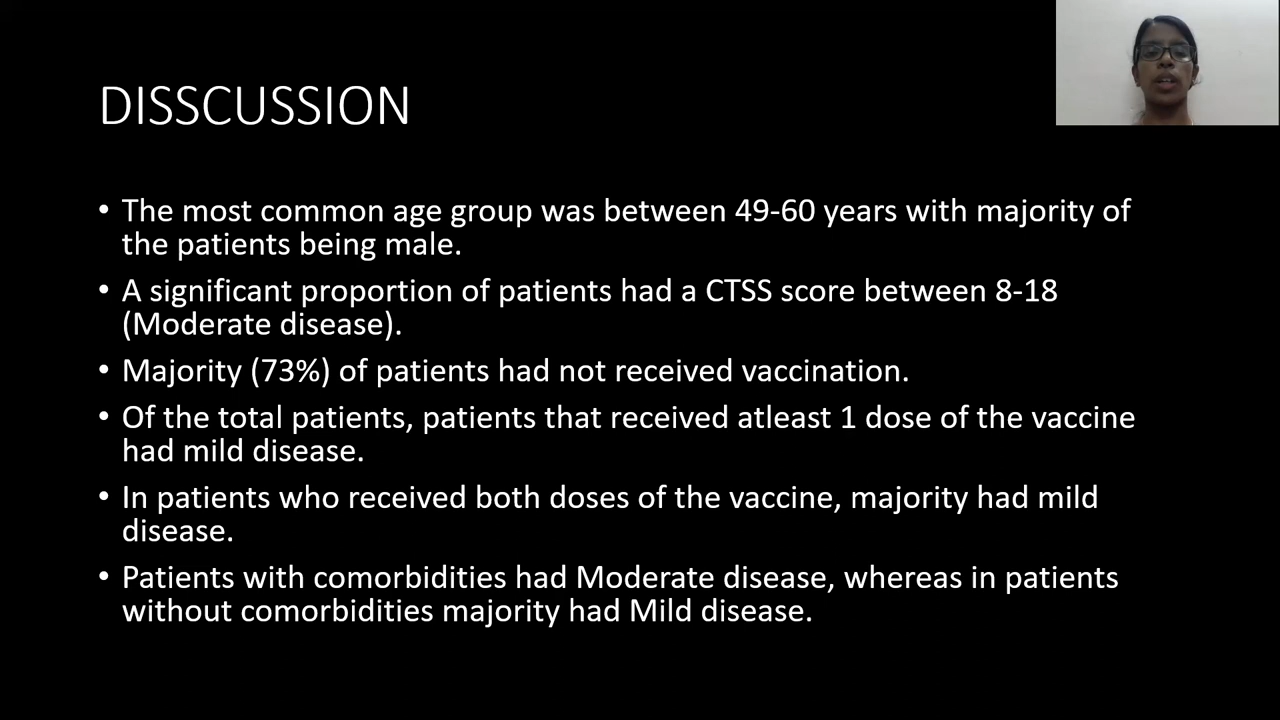 DISSCUSSION
• The most common age group was between 49-60 years with majority of
the patients being male.
• A significant proportion of patients had a CTSS score between 8-18
(Moderate disease).
• Majority (73%) of patients had not received vaccination.
• Of the total patients, patients that received atleast 1 dose of the vaccine
had mild disease.
• In patients who received both doses of the vaccine, majority had mild
disease.
• Patients with comorbidities had Moderate disease, whereas in patients
without comorbidities majority had Mild disease.